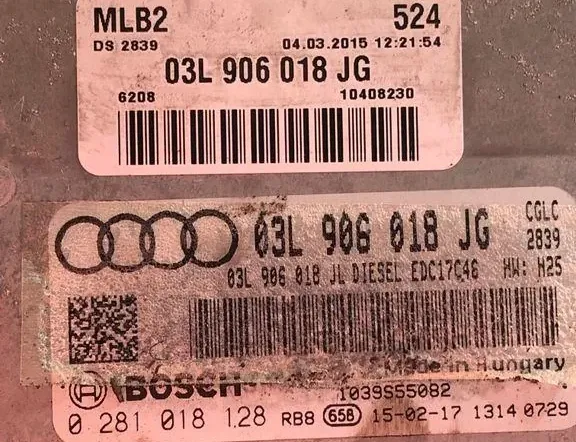 MLB2 524
DS 2839 04.03.2015 12:21:54
03L 906 018 JG
6208 10408230
03L 906 018 JG CGLC 2839
03L 906 018 JL DIESEL EDC17C46 HW: H25
Made in Hungary
BOSCH 1039S55082
0 281 018 128 RB8 65B 15-02-17 1314 0729